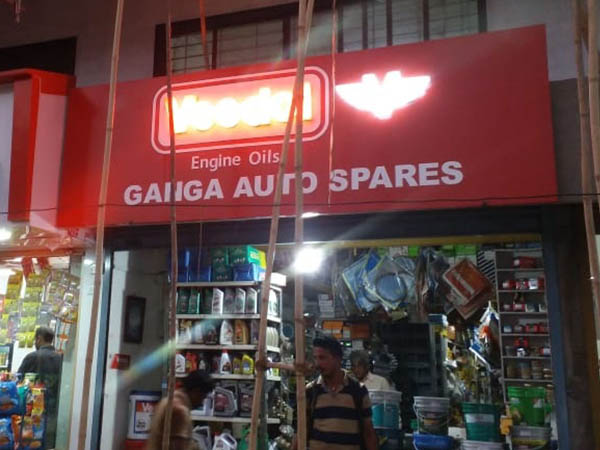 Veedol
Engine Oils
GANGA AUTO SPARES